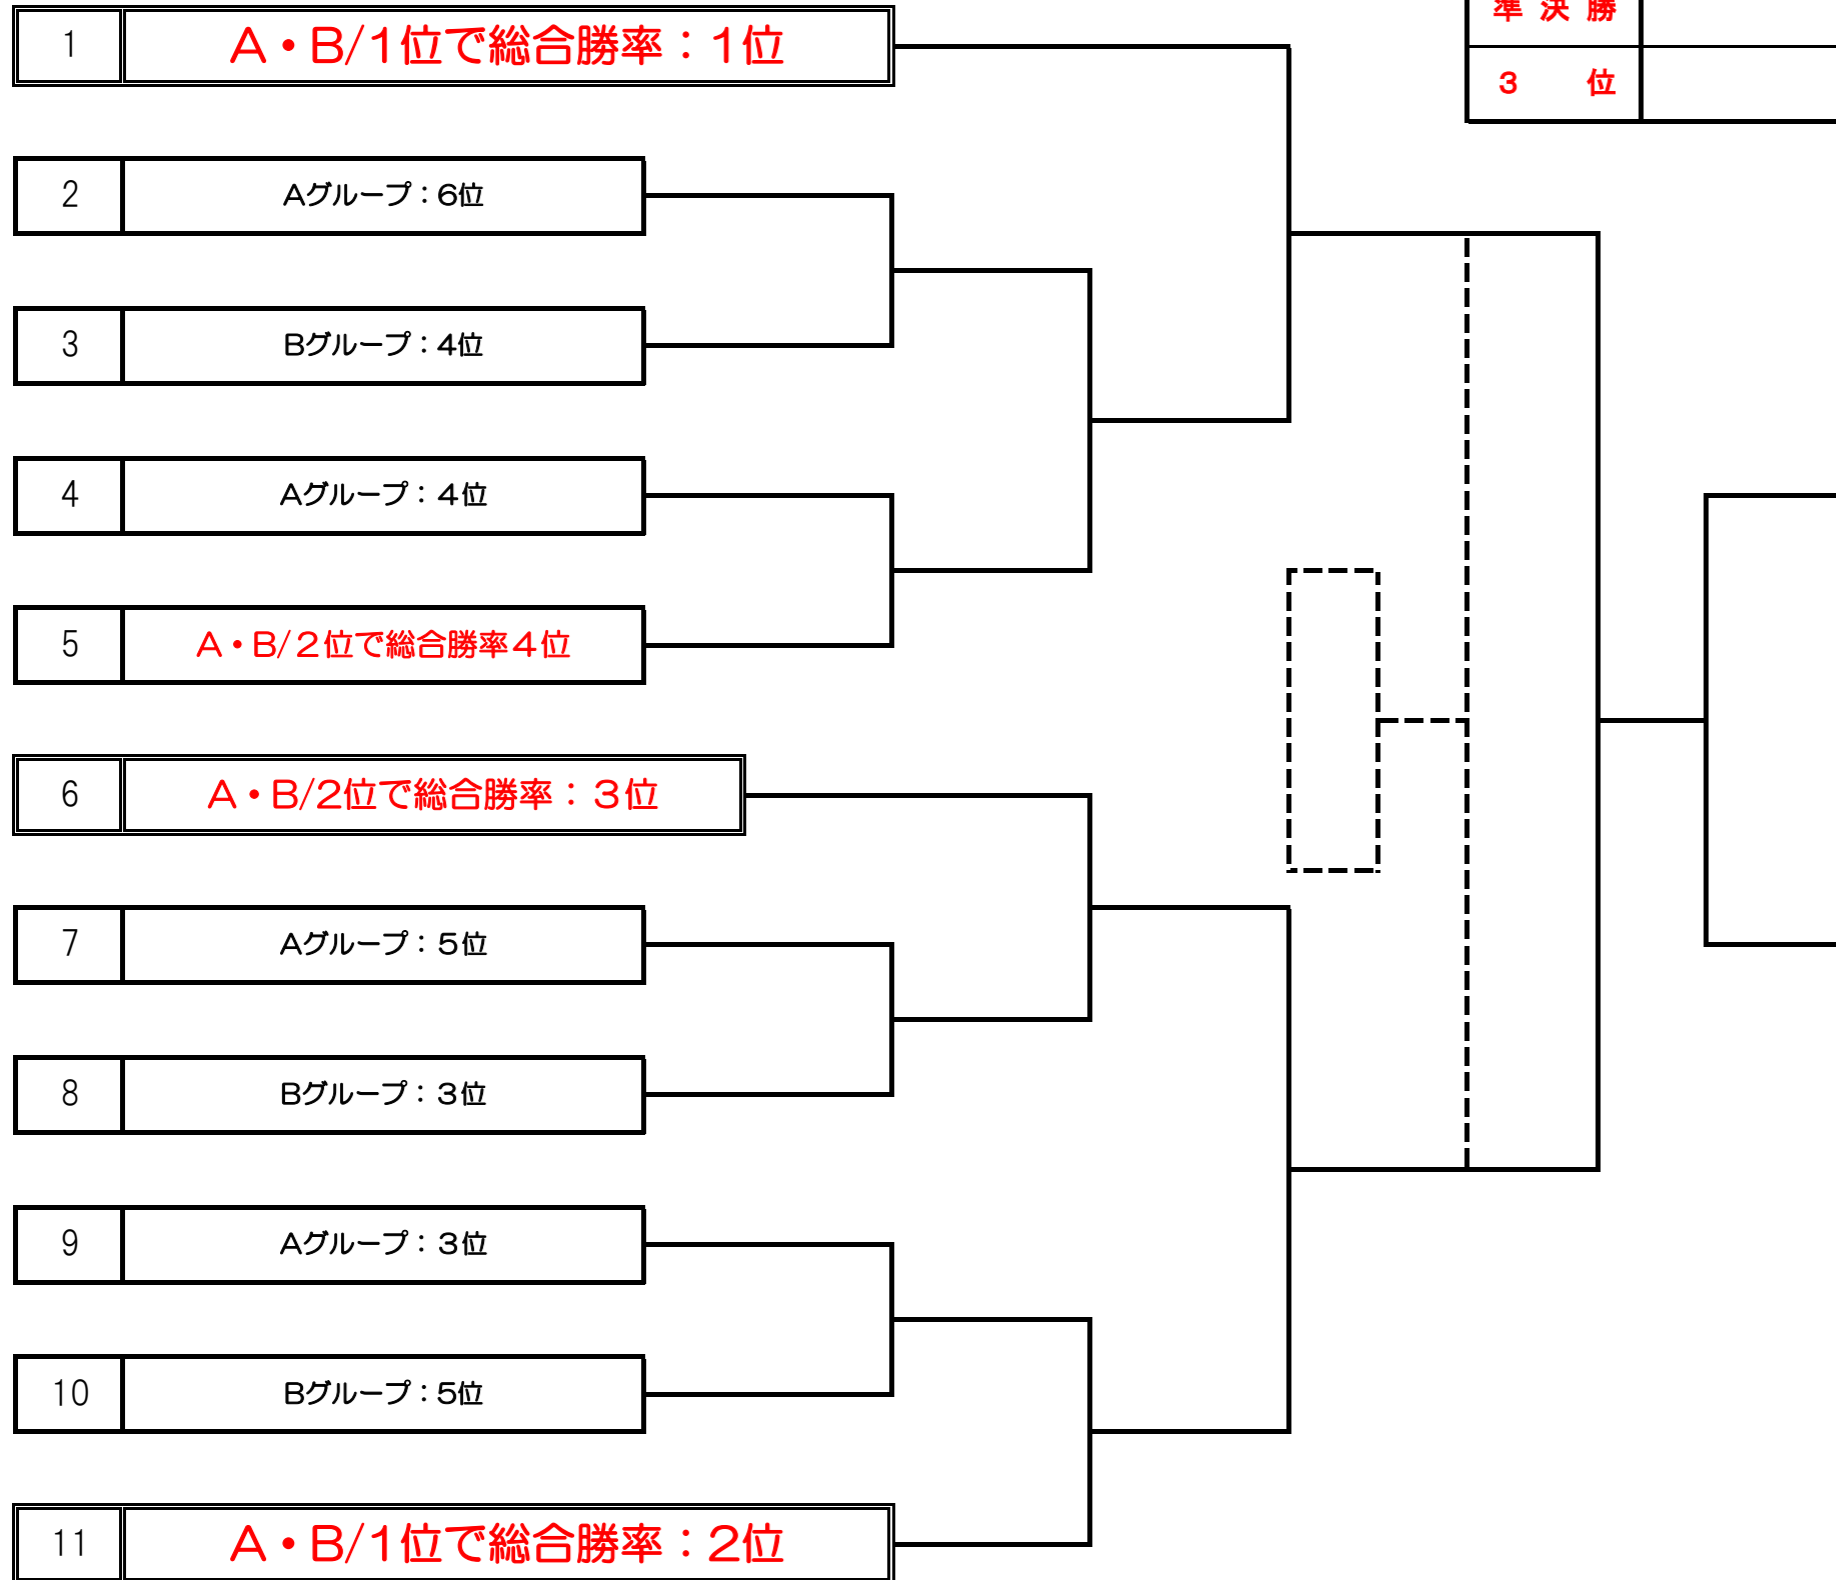 準決勝
3 位
1 A・B/1位で総合勝率：1位
2 Aグループ：6位
3 Bグループ：4位
4 Aグループ：４位
5 A・B/２位で総合勝率４位
6 A・B/2位で総合勝率：３位
7 Aグループ：５位
8 Bグループ：３位
9 Aグループ：３位
10 Bグループ：5位
11 A・B/1位で総合勝率：2位